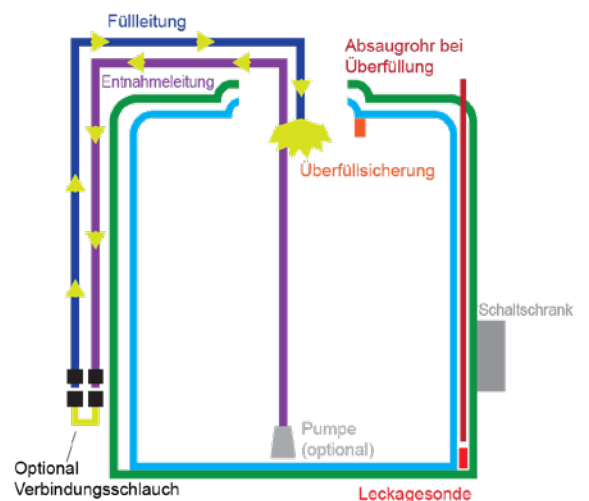 Füllleitung
Absaugrohr bei
Überfüllung
Entnahmeleitung
Überfüllsicherung
Schaltschrank
Pumpe
(optional)
Optional
Verbindungsschlauch
Leckagesonde